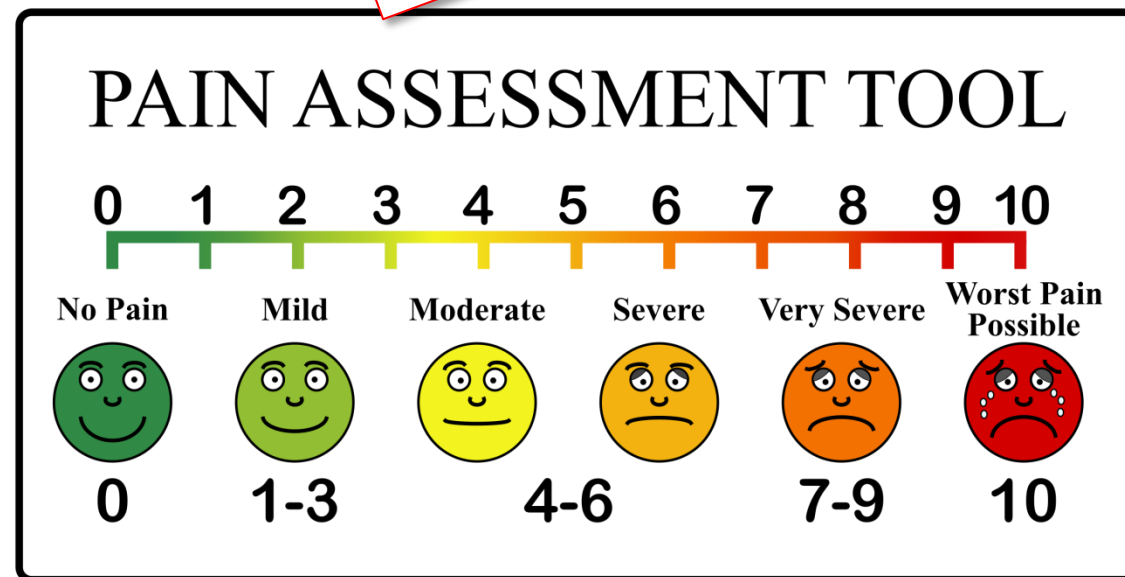 PAIN ASSESSMENT TOOL
0 1 2 3 4 5 6 7 8 9 10
No Pain Mild Moderate Severe Very Severe Worst Pain Possible
0 1-3 4-6 7-9 10